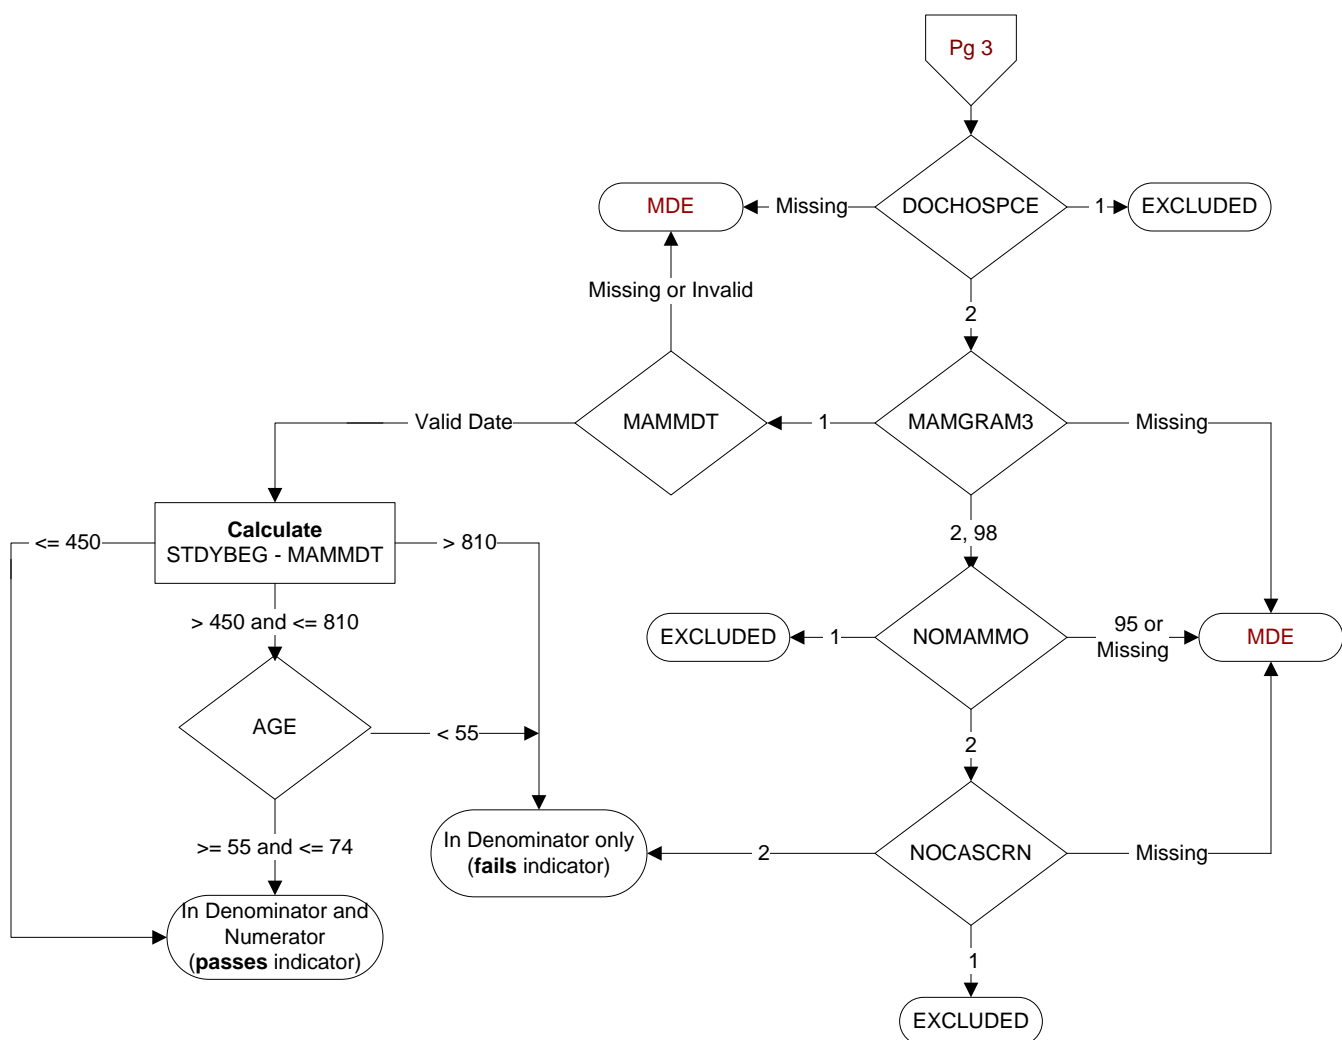 Pg 3
MDE
Missing
DOCHOSPCE
1
EXCLUDED
Missing or Invalid
2
Valid Date
MAMMDT
1
MAMGRAM3
Missing
<= 450
Calculate
STDYBEG - MAMMDT
> 810
2, 98
> 450 and <= 810
EXCLUDED
1
NOMAMMO
95 or
Missing
MDE
AGE
< 55
2
>= 55 and <= 74
In Denominator only
(fails indicator)
2
NOCASCRN
Missing
In Denominator and
Numerator
(passes indicator)
1
EXCLUDED